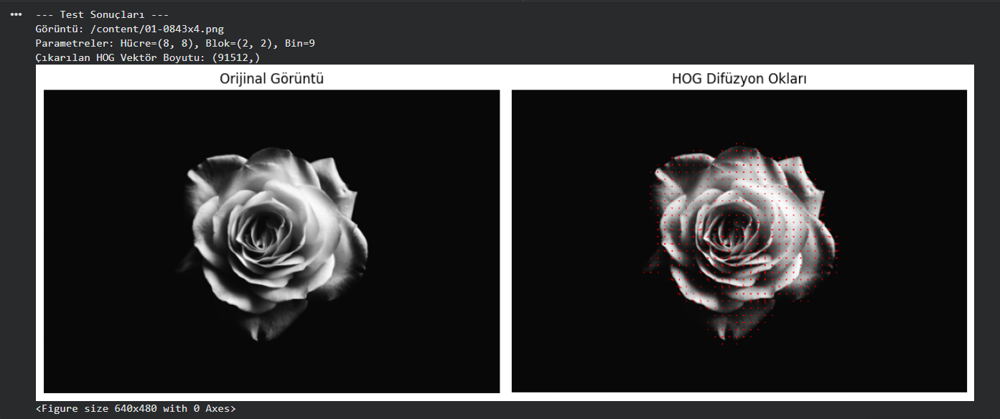 --- Test Sonuçları ---
Görüntü: /content/01-0843x4.png
Parametreler: Hücre=(8, 8), Blok=(2, 2), Bin=9
Çıkarılan HOG Vektör Boyutu: (91512,)
Orijinal Görüntü
HOG Difüzyon Okları
<Figure size 640x480 with 0 Axes>